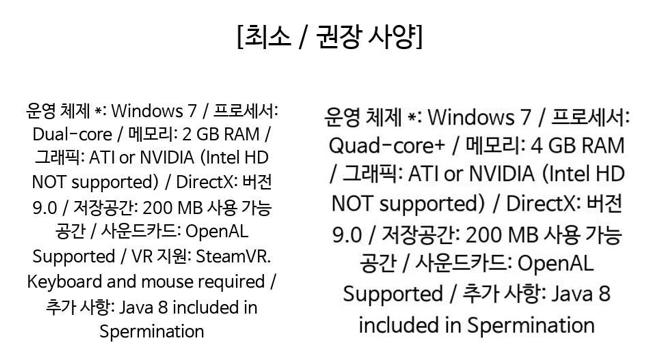 [최소 / 권장 사양]
운영 체제 *: Windows 7 / 프로세서:
Dual-core / 메모리: 2 GB RAM /
그래픽: ATI or NVIDIA (Intel HD
NOT supported) / DirectX: 버전
9.0 / 저장공간: 200 MB 사용 가능
공간 / 사운드카드: OpenAL
Supported / VR 지원: SteamVR.
Keyboard and mouse required /
추가 사항: Java 8 included in
Spermination
운영 체제 *: Windows 7 / 프로세서:
Quad-core+ / 메모리: 4 GB RAM
/ 그래픽: ATI or NVIDIA (Intel HD
NOT supported) / DirectX: 버전
9.0 / 저장공간: 200 MB 사용 가능
공간 / 사운드카드: OpenAL
Supported / 추가 사항: Java 8
included in Spermination